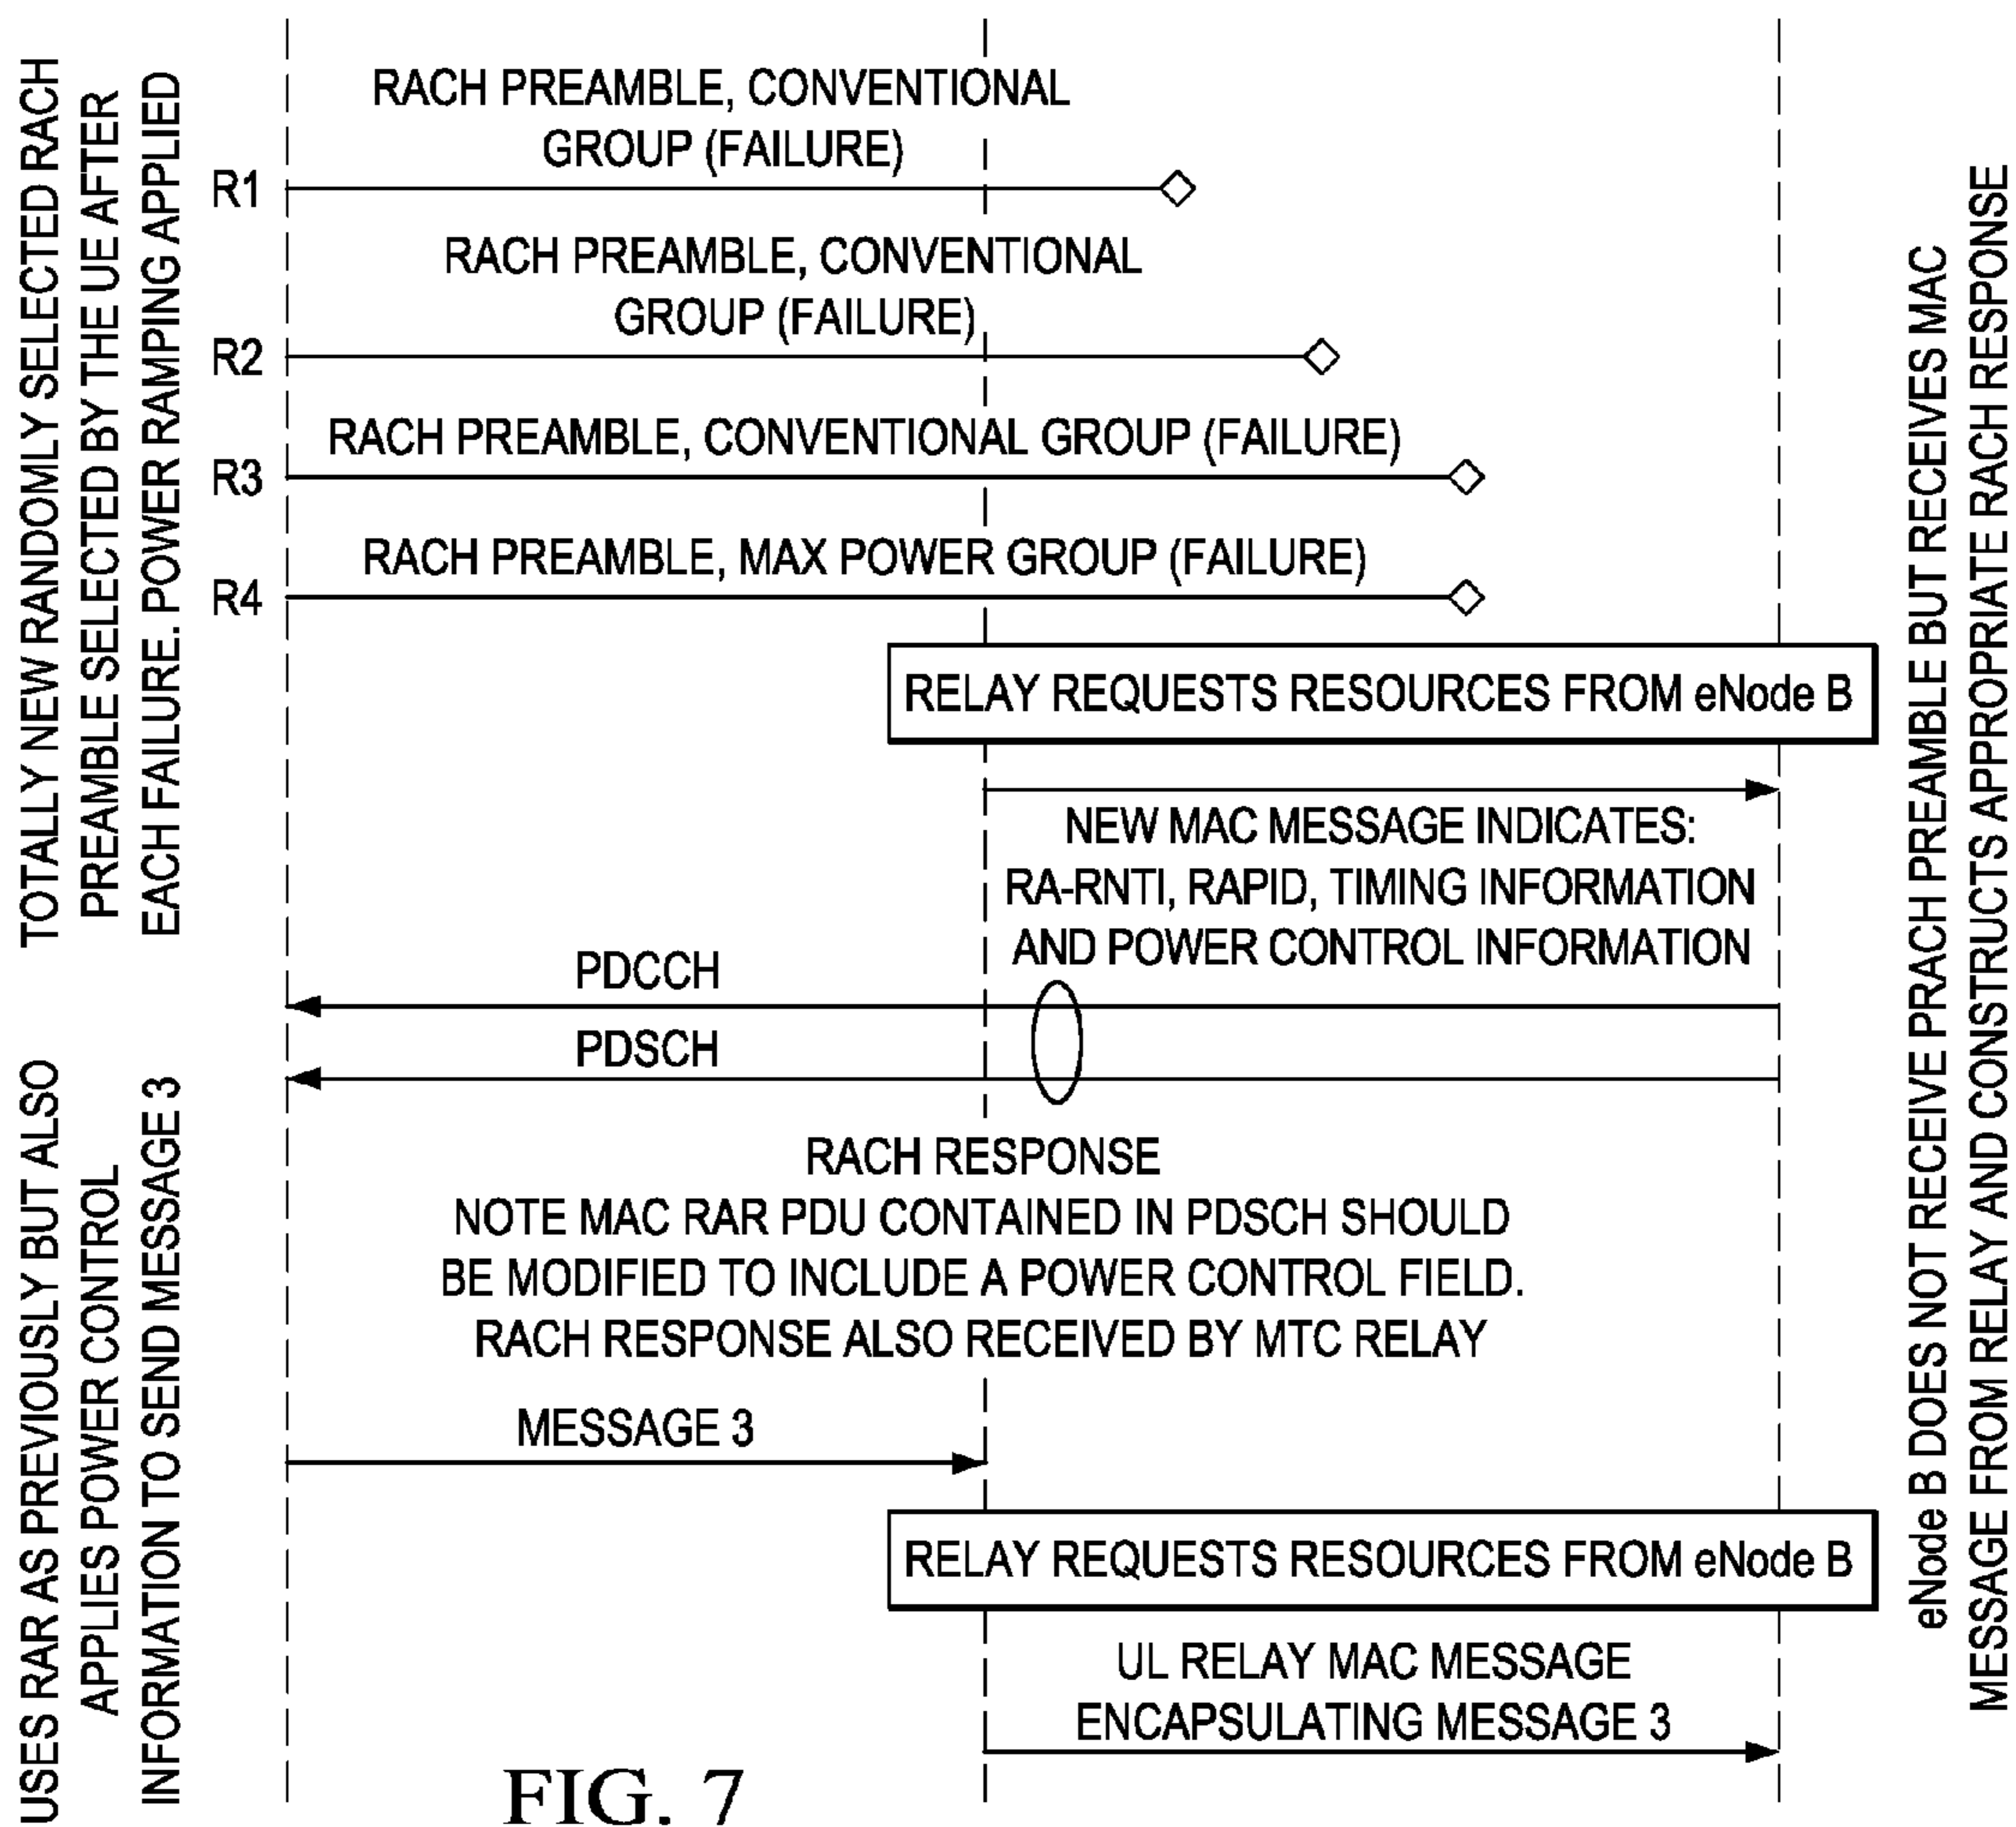 TOTALLY NEW RANDOMLY SELECTED RACH
PREAMBLE SELECTED BY THE UE AFTER
EACH FAILURE. POWER RAMPING APPLIED
RACH PREAMBLE, CONVENTIONAL
GROUP (FAILURE)
R1
RACH PREAMBLE, CONVENTIONAL
GROUP (FAILURE)
R2
RACH PREAMBLE, CONVENTIONAL GROUP (FAILURE)
R3
RACH PREAMBLE, MAX POWER GROUP (FAILURE)
R4
RELAY REQUESTS RESOURCES FROM eNode B
NEW MAC MESSAGE INDICATES:
RA-RNTI, RAPID, TIMING INFORMATION
AND POWER CONTROL INFORMATION
PDCCH
PDSCH
RACH RESPONSE
NOTE MAC RAR PDU CONTAINED IN PDSCH SHOULD
BE MODIFIED TO INCLUDE A POWER CONTROL FIELD.
RACH RESPONSE ALSO RECEIVED BY MTC RELAY
USES RAR AS PREVIOUSLY BUT ALSO
APPLIES POWER CONTROL
INFORMATION TO SEND MESSAGE 3
MESSAGE 3
RELAY REQUESTS RESOURCES FROM eNode B
UL RELAY MAC MESSAGE
ENCAPSULATING MESSAGE 3
eNode B DOES NOT RECEIVE PRACH PREAMBLE BUT RECEIVES MAC
MESSAGE FROM RELAY AND CONSTRUCTS APPROPRIATE RACH RESPONSE
FIG. 7